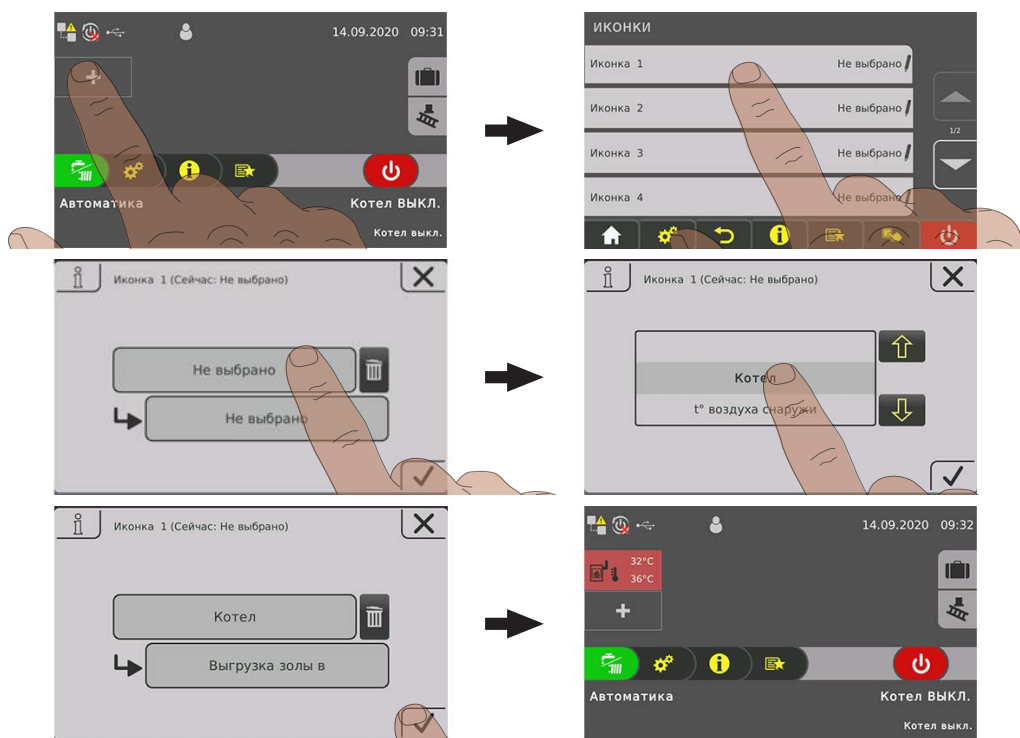 14.09.2020 09:31
Автоматика
Котел ВЫКЛ.
Котел выкл.
ИКОНКИ
Иконка 1 Не выбрано
Иконка 2 Не выбрано
Иконка 3 Не выбрано
Иконка 4 Не выбрано
1/2
Иконка 1 (Сейчас: Не выбрано)
Не выбрано
Не выбрано
Иконка 1 (Сейчас: Не выбрано)
Котел
t° воздуха снаружи
Иконка 1 (Сейчас: Не выбрано)
Котел
Выгрузка золы в
14.09.2020 09:32
32°C
36°C
Автоматика
Котел ВЫКЛ.
Котел выкл.